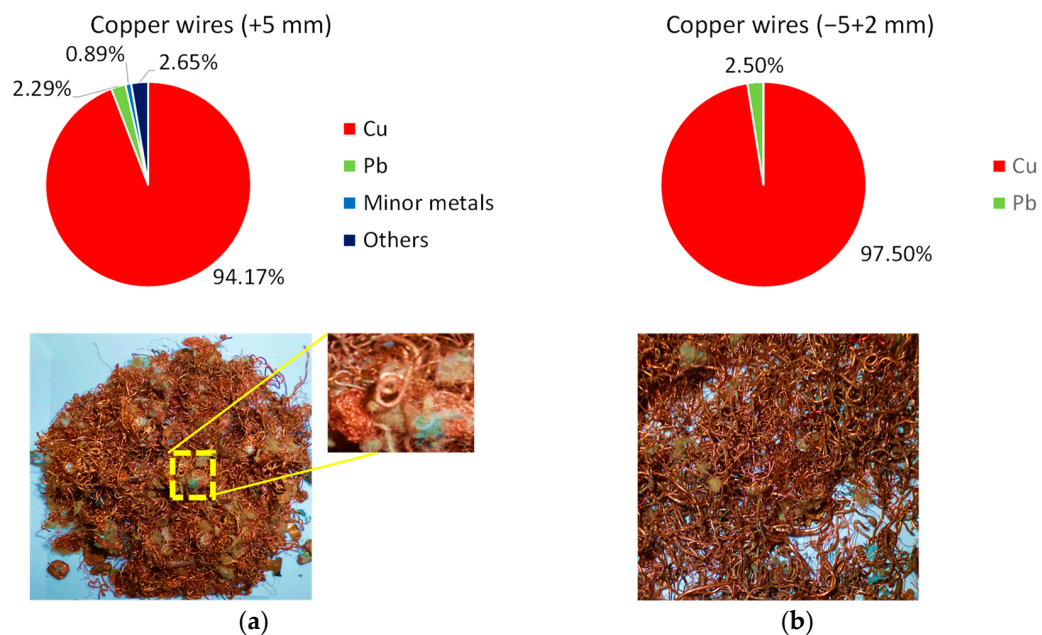 Copper wires (+5 mm)
0.89%
2.65%
2.29%
Cu
Pb
Minor metals
Others
94.17%
(a)
Copper wires (−5+2 mm)
2.50%
Cu
Pb
97.50%
(b)